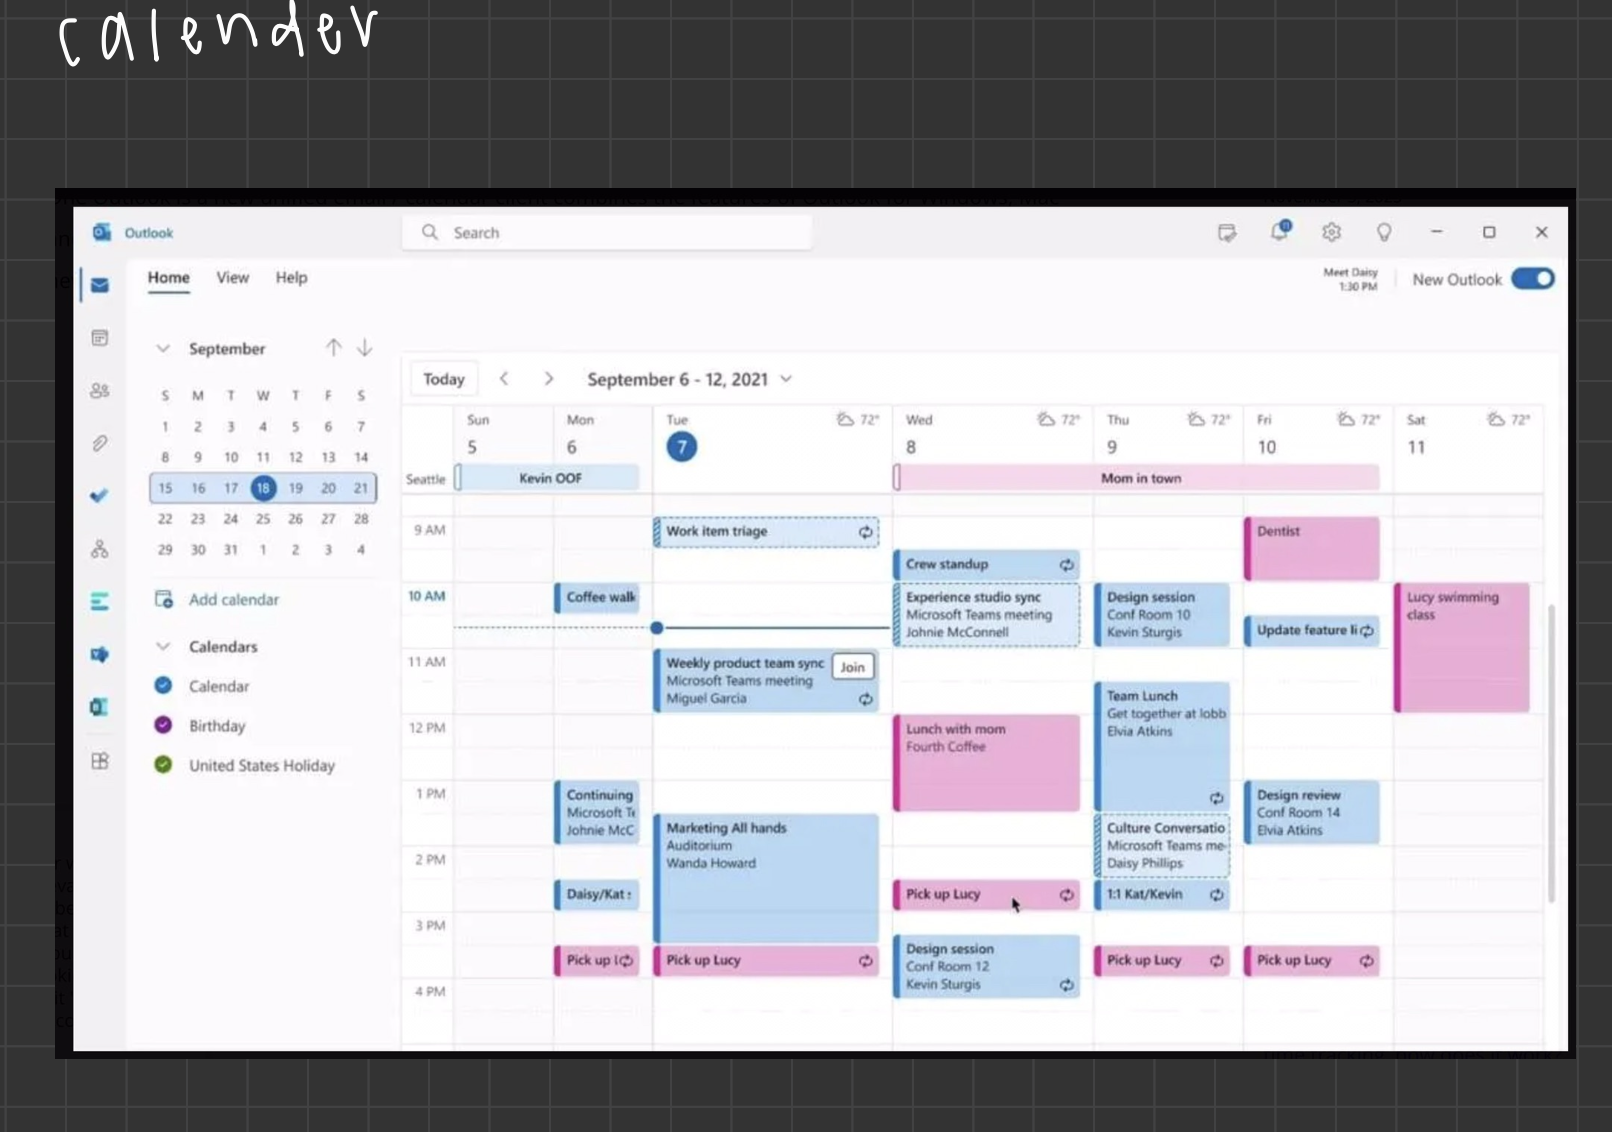 calender
Outlook
Search
Home View Help
Meet Daisy
1:30 PM
New Outlook
September
S M T W T F S
1 2 3 4 5 6 7
8 9 10 11 12 13 14
15 16 17 18 19 20 21
22 23 24 25 26 27 28
29 30 31 1 2 3 4
Add calendar
Calendars
Calendar
Birthday
United States Holiday
Today
September 6 - 12, 2021
Sun
5
Mon
6
Tue 72°
7
Wed 72°
8
Thu 72°
9
Fri 72°
10
Sat 72°
11
Seattle
Kevin OOF
Mom in town
9 AM
10 AM
11 AM
12 PM
1 PM
2 PM
3 PM
4 PM
Coffee walk
Continuing
Microsoft Te
Johnie McC
Daisy/Kat
Pick up
Work item triage
Weekly product team sync
Microsoft Teams meeting
Miguel Garcia
Join
Marketing All hands
Auditorium
Wanda Howard
Pick up Lucy
Crew standup
Experience studio sync
Microsoft Teams meeting
Johnie McConnell
Lunch with mom
Fourth Coffee
Pick up Lucy
Design session
Conf Room 12
Kevin Sturgis
Design session
Conf Room 10
Kevin Sturgis
Team Lunch
Get together at lobb
Elvia Atkins
Culture Conversatio
Microsoft Teams me
Daisy Phillips
1:1 Kat/Kevin
Pick up Lucy
Dentist
Update feature li
Design review
Conf Room 14
Elvia Atkins
Pick up Lucy
Lucy swimming
class